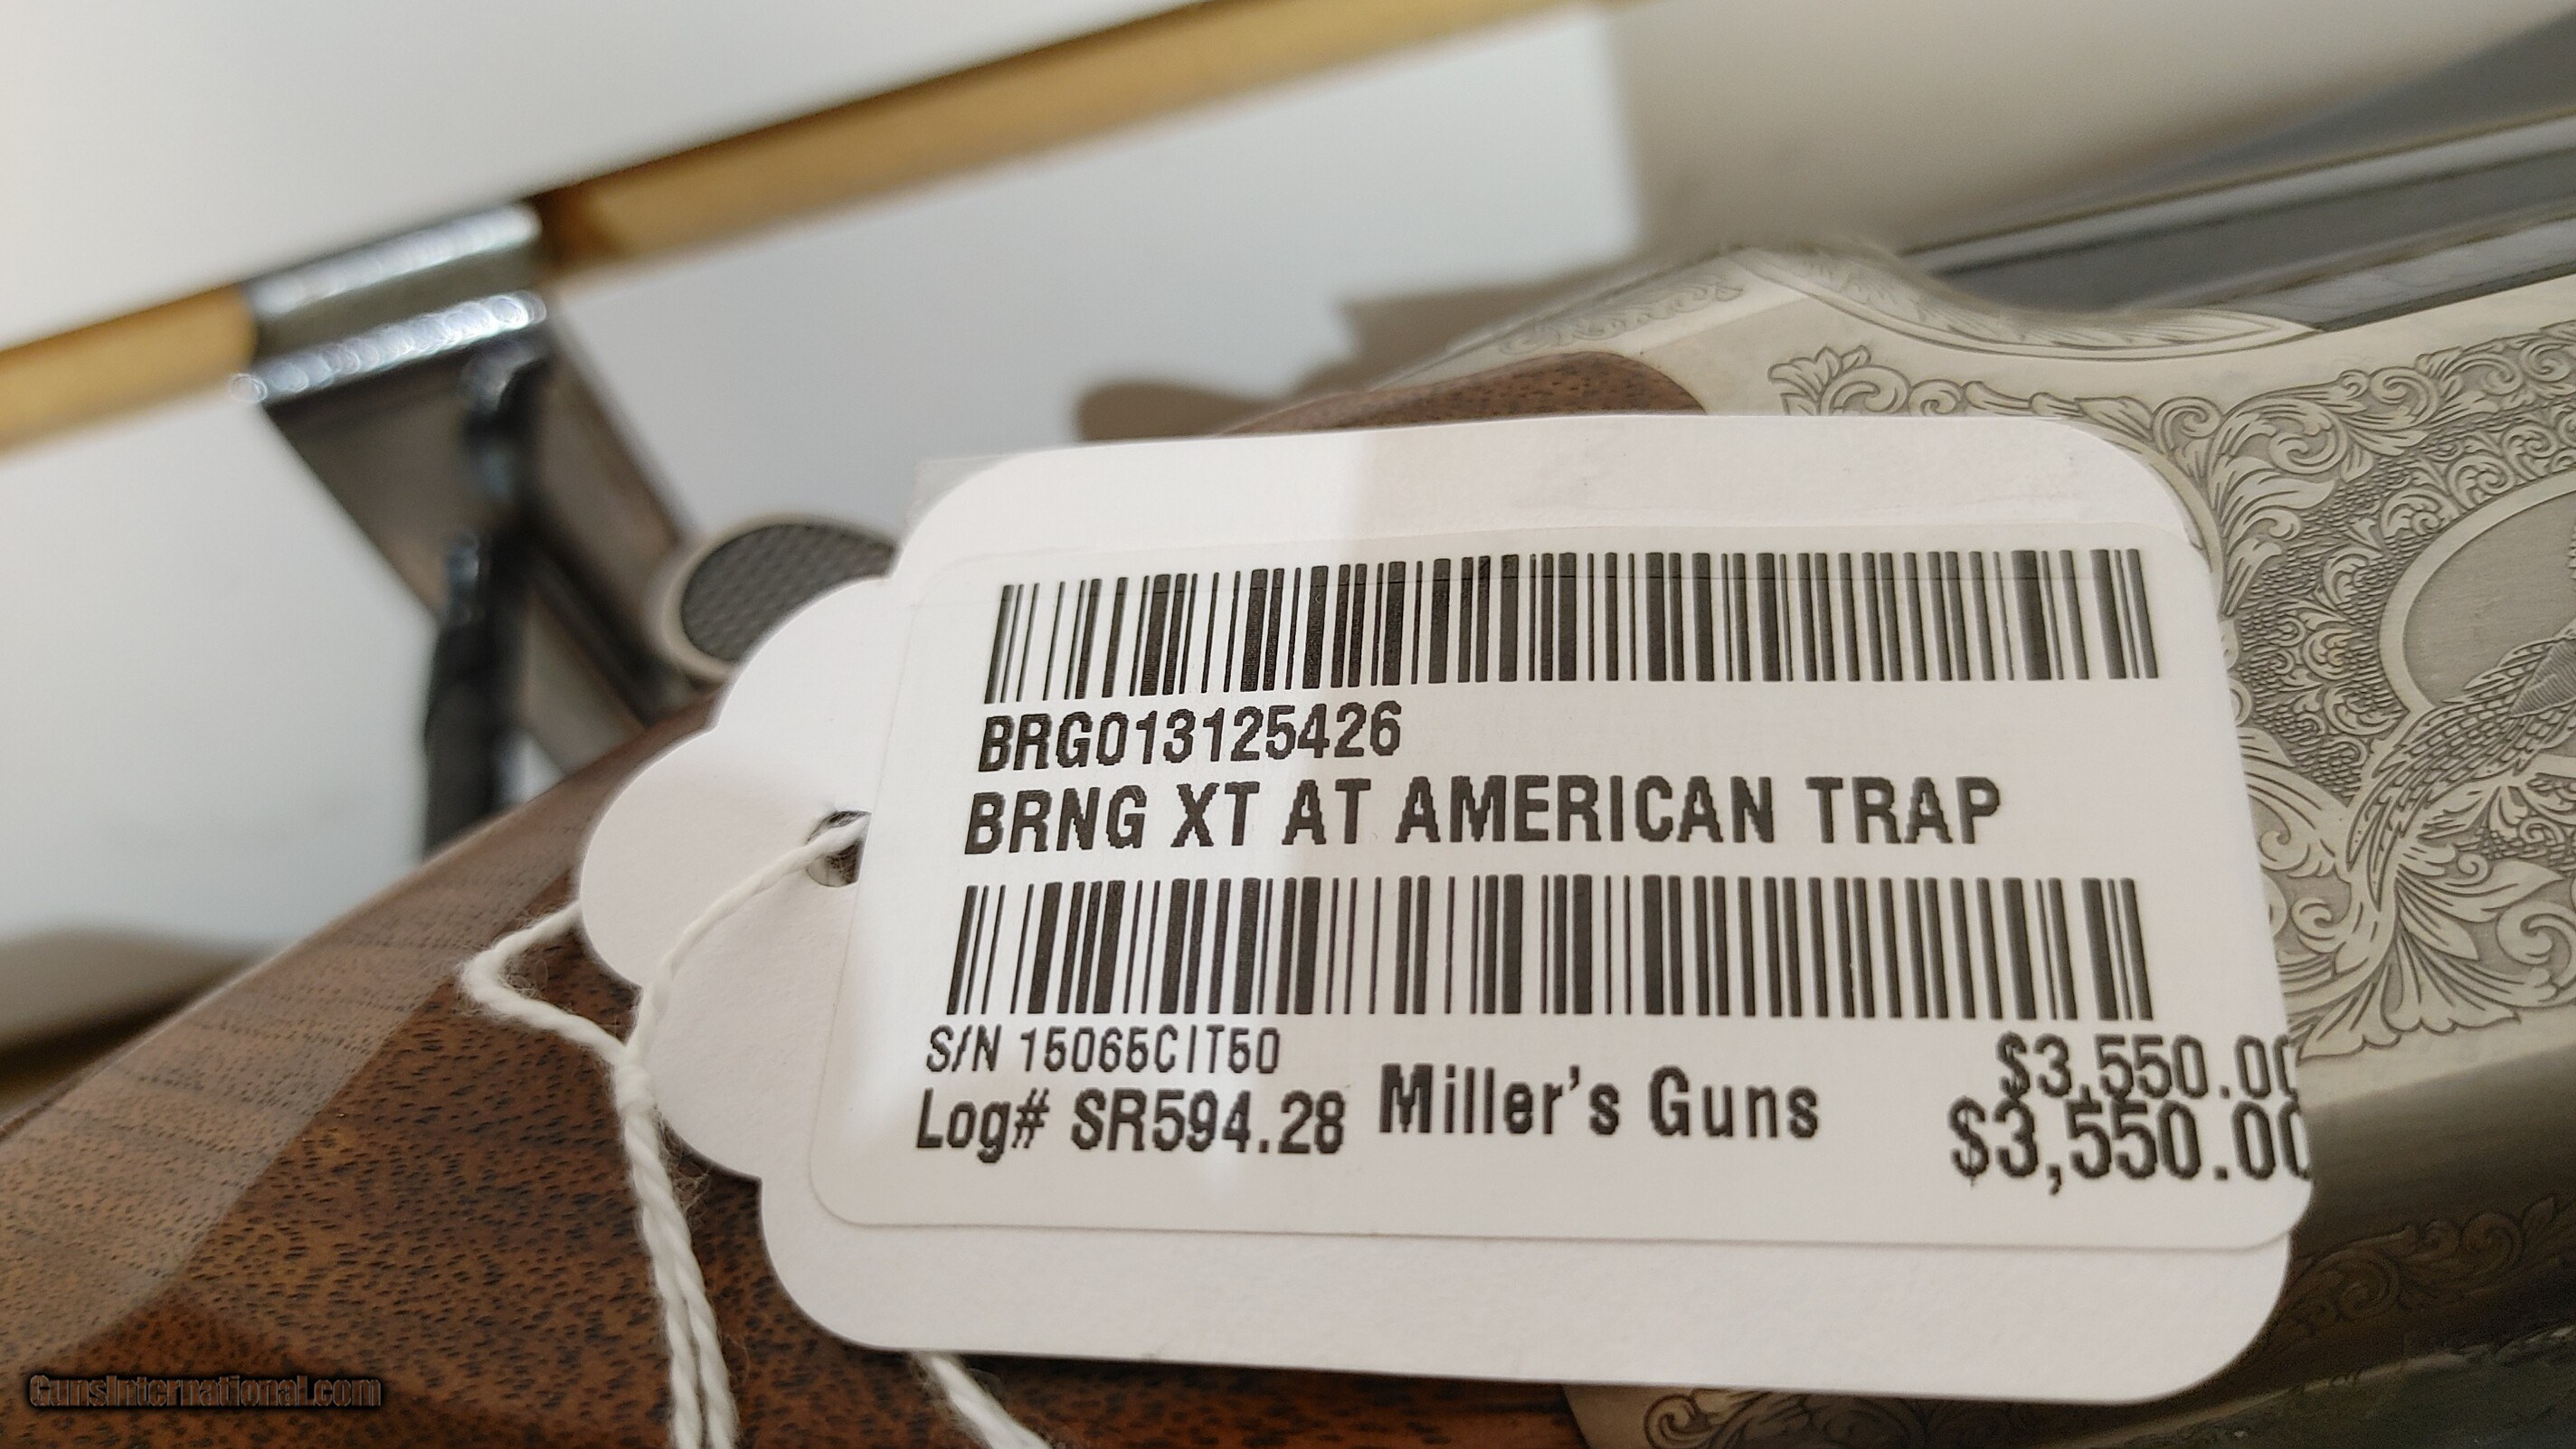 BRG013125426
BRNG XT AT AMERICAN TRAP
S/N 15065CIT50
Log# SR594.28 Miller's Guns
$3,550.00
$3,550.00
GunsInternational.com